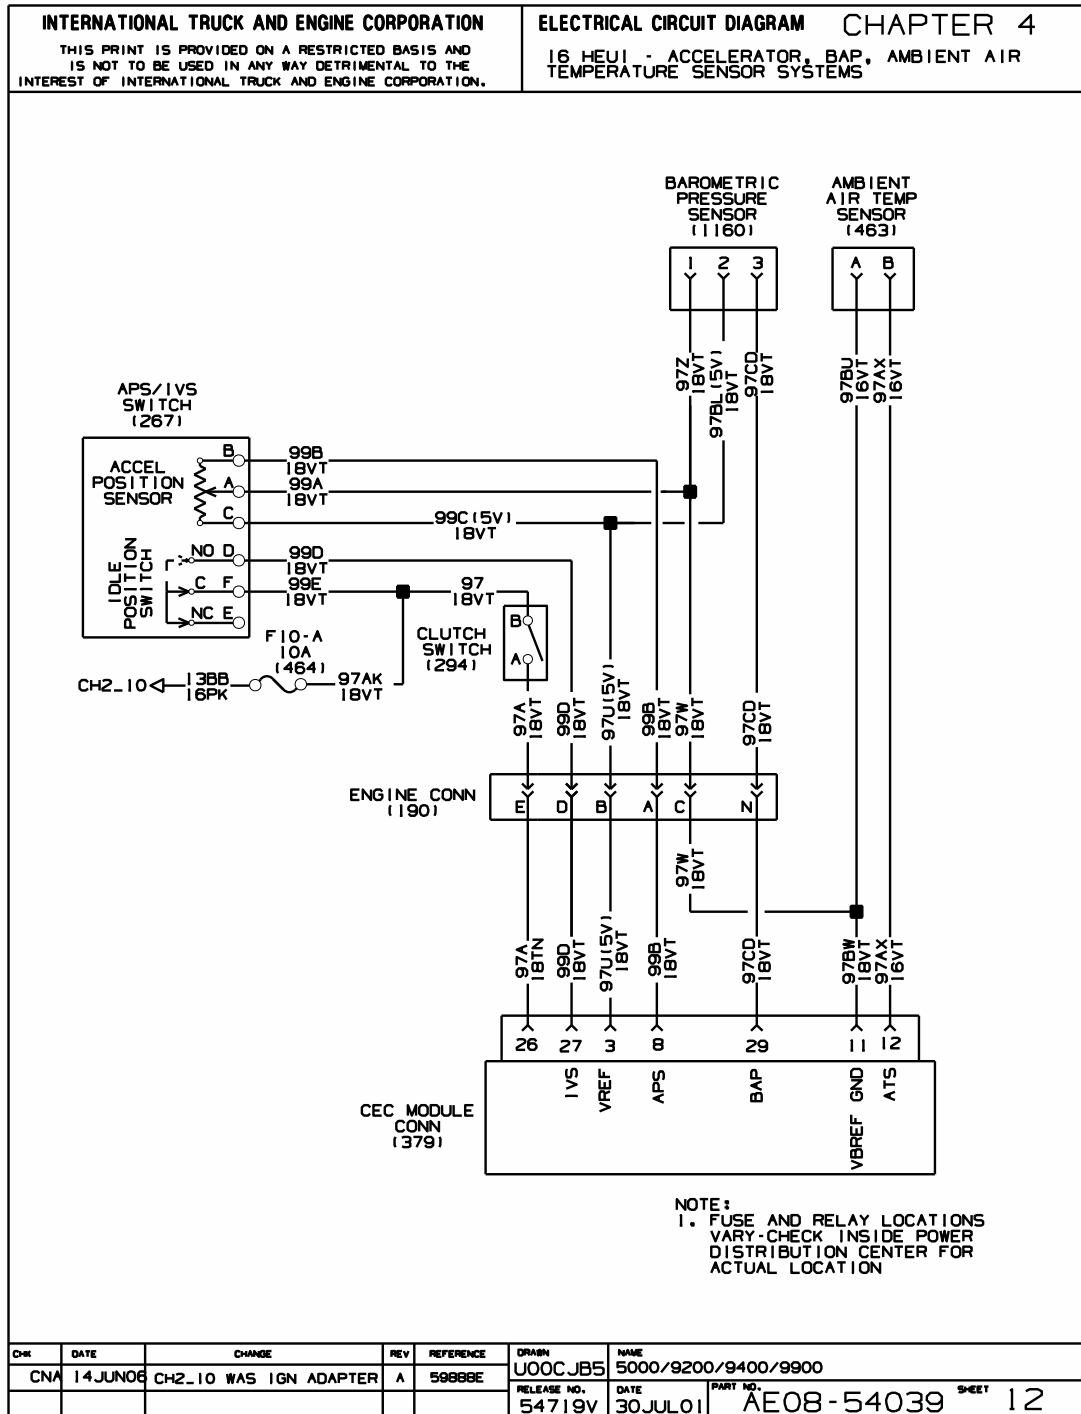 INTERNATIONAL TRUCK AND ENGINE CORPORATION
THIS PRINT IS PROVIDED ON A RESTRICTED BASIS AND
IS NOT TO BE USED IN ANY WAY DETRIMENTAL TO THE
INTEREST OF INTERNATIONAL TRUCK AND ENGINE CORPORATION.
ELECTRICAL CIRCUIT DIAGRAM CHAPTER 4
16 HEUI - ACCELERATOR, BAP, AMBIENT AIR
TEMPERATURE SENSOR SYSTEMS
BAROMETRIC
PRESSURE
SENSOR
(1160)
AMBIENT
AIR TEMP
SENSOR
(463)
1 2 3
A B
97Z
18VT
97BL(5V)
18VT
97CD
18VT
97BU
16VT
97AX
16VT
APS/IVS
SWITCH
(267)
ACCEL
POSITION
SENSOR
B
A
C
99B
18VT
99A
18VT
99C(5V)
18VT
IDLE
POSITION
SWITCH
NO D
C F
NC E
99D
18VT
99E
18VT
97
18VT
F10-A
10A
(464)
CLUTCH
SWITCH
(294)
B
A
CH2_10
13BB
16PK
97AK
18VT
97A
18VT
99D
18VT
97U(5V)
18VT
99B
18VT
97W
18VT
97CD
18VT
ENGINE CONN
(190)
E D B A C N
97W
18VT
97A
18TN
99D
18VT
97U(5V)
18VT
99B
18VT
97CD
18VT
97BW
18VT
97AX
16VT
26 27 3 8 29 11 12
IVS
VREF
APS
BAP
VBREF GND
ATS
CEC MODULE
CONN
(379)
NOTE:
1. FUSE AND RELAY LOCATIONS
VARY-CHECK INSIDE POWER
DISTRIBUTION CENTER FOR
ACTUAL LOCATION
CHK DATE CHANGE REV REFERENCE
CNA 14JUN06 CH2_10 WAS IGN ADAPTER A 59888E
DRAWN
U00CJB5
NAME
5000/9200/9400/9900
RELEASE NO.
54719V
DATE
30JUL01
PART NO.
AE08-54039
SHEET 12